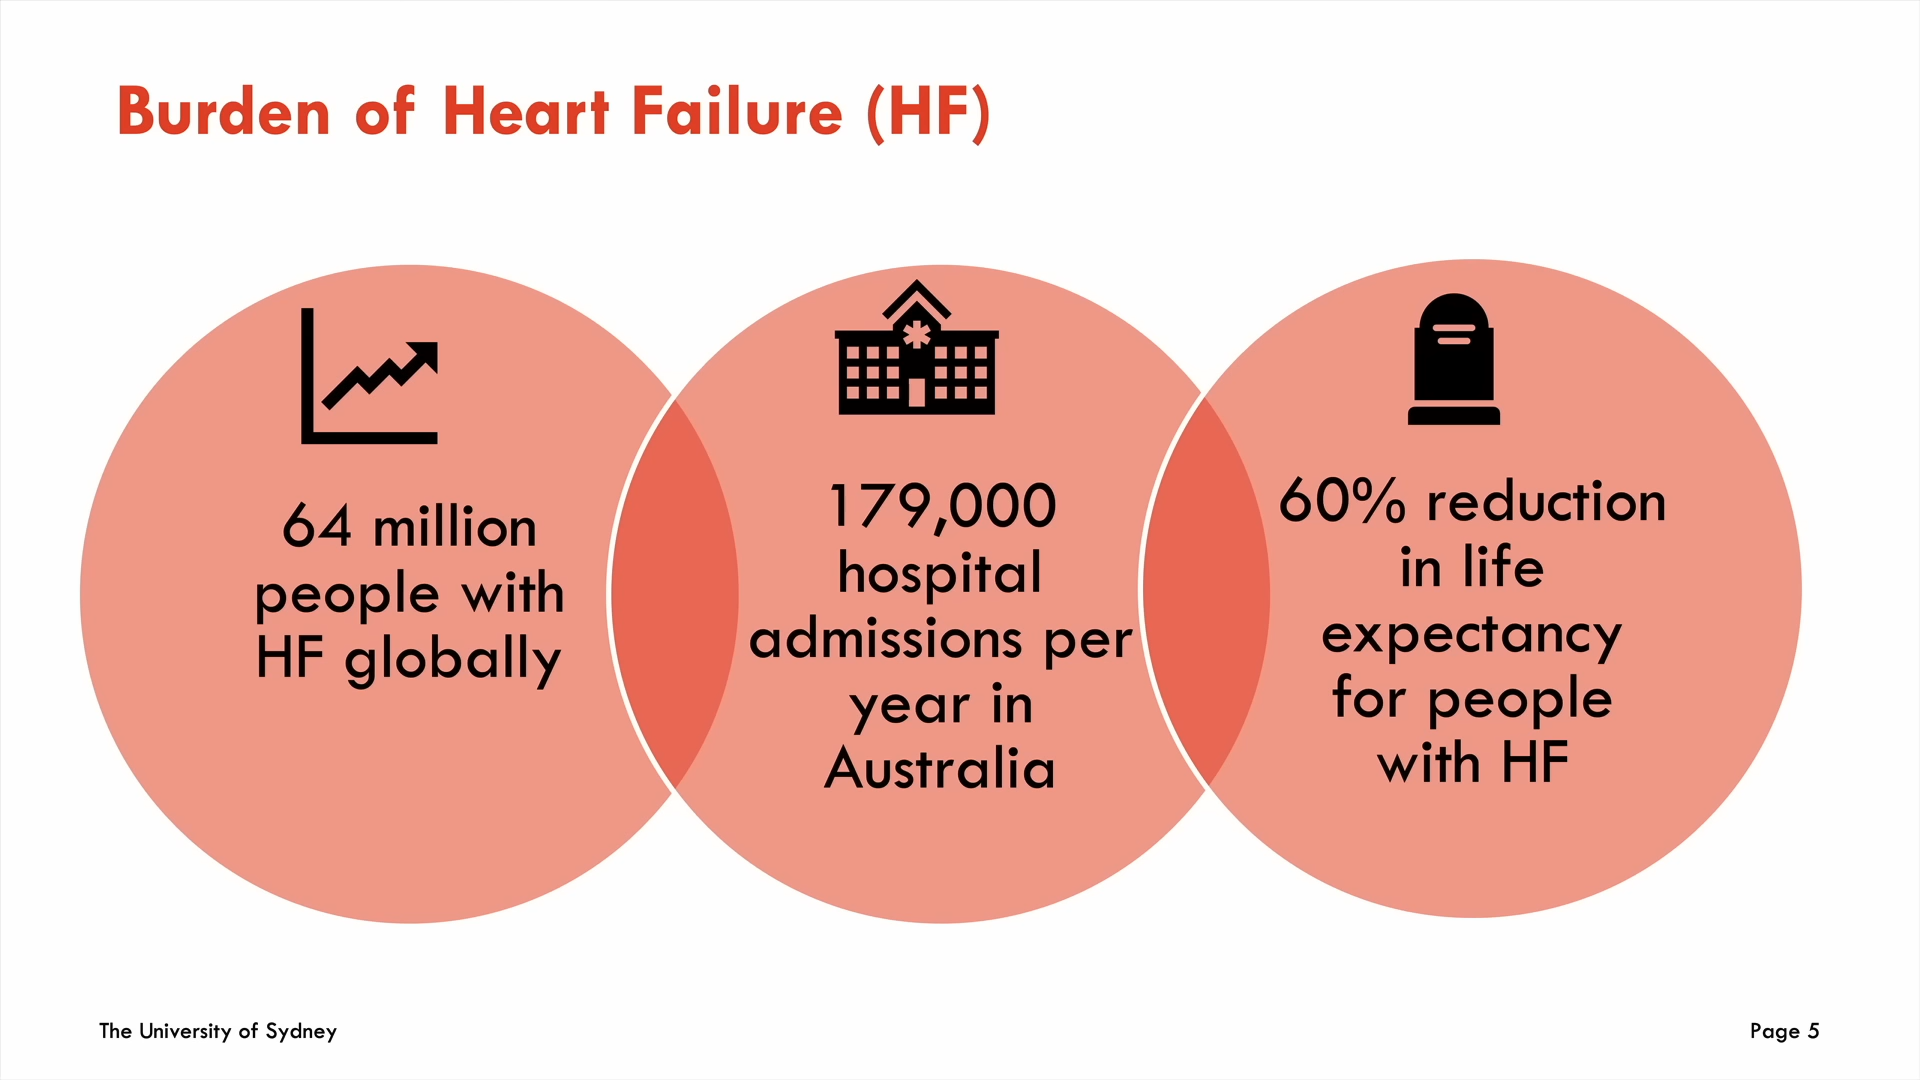 Burden of Heart Failure (HF)
64 million
people with
HF globally
179,000
hospital
admissions per
year in
Australia
60% reduction
in life
expectancy
for people
with HF
The University of Sydney
Page 5